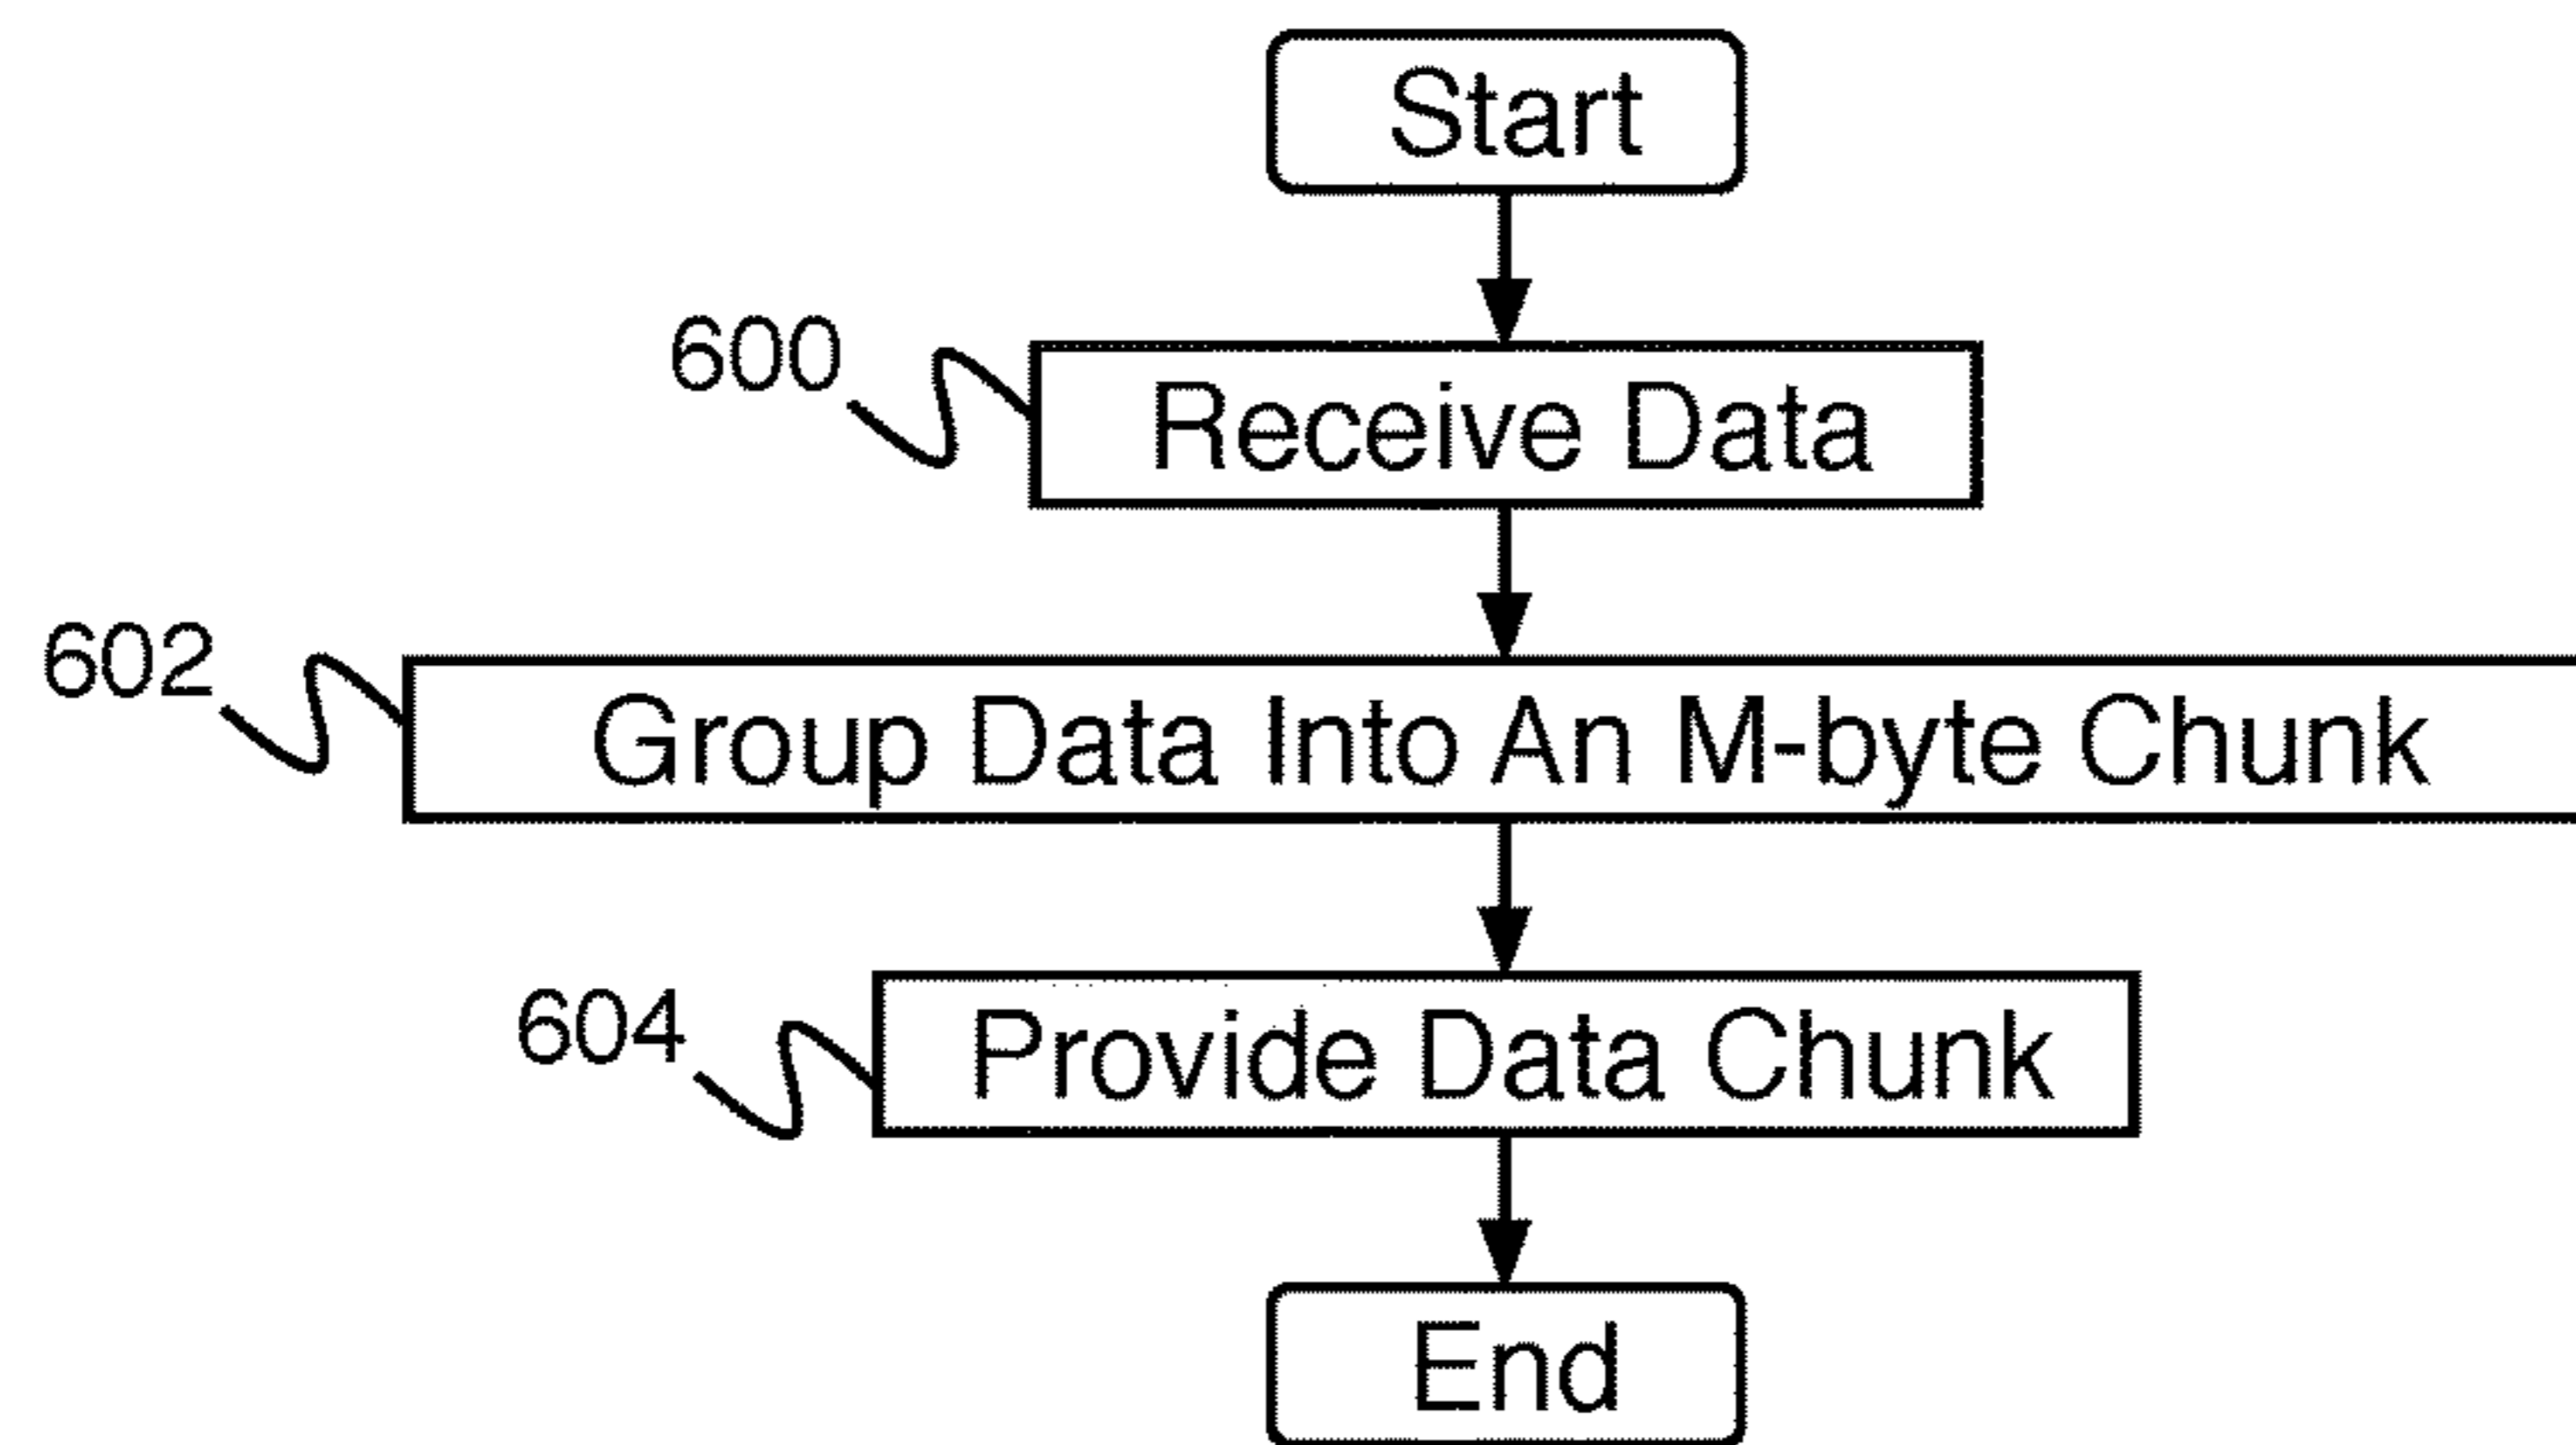 Start
600
Receive Data
602
Group Data Into An M-byte Chunk
604
Provide Data Chunk
End